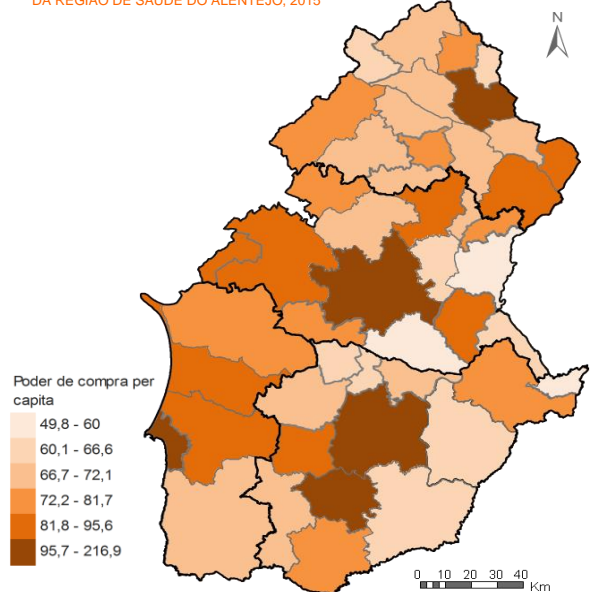 DA REGIÃO DE SAÚDE DO ALENTEJO, 2015
N
Poder de compra per
capita
49,8 - 60
60,1 - 66,6
66,7 - 72,1
72,2 - 81,7
81,8 - 95,6
95,7 - 216,9
0 10 20 30 40
Km